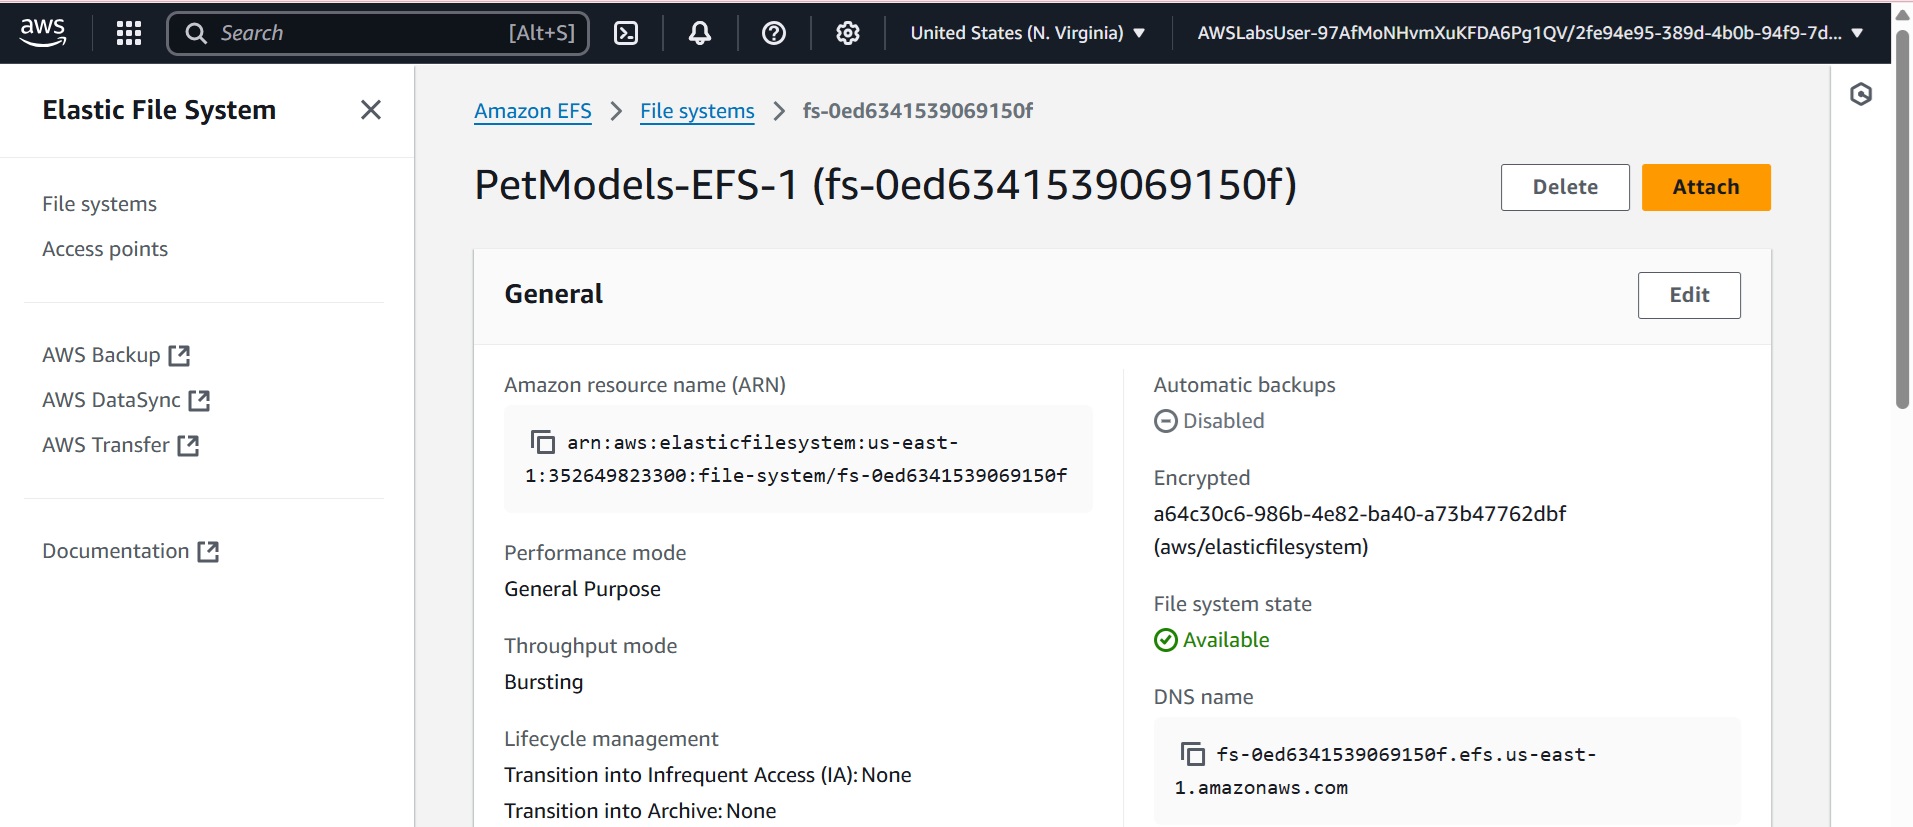 aws
Search [Alt+S]
United States (N. Virginia)
AWSLabsUser-97AfMoNHvmXuKFDA6Pg1QV/2fe94e95-389d-4b0b-94f9-7d...
Elastic File System
File systems
Access points
AWS Backup
AWS DataSync
AWS Transfer
Documentation
Amazon EFS
File systems
fs-0ed6341539069150f
PetModels-EFS-1 (fs-0ed6341539069150f)
Delete
Attach
General
Edit
Amazon resource name (ARN)
arn:aws:elasticfilesystem:us-east-
1:352649823300:file-system/fs-0ed6341539069150f
Performance mode
General Purpose
Throughput mode
Bursting
Lifecycle management
Transition into Infrequent Access (IA): None
Transition into Archive: None
Automatic backups
Disabled
Encrypted
a64c30c6-986b-4e82-ba40-a73b47762dbf
(aws/elasticfilesystem)
File system state
Available
DNS name
fs-0ed6341539069150f.efs.us-east-
1.amazonaws.com